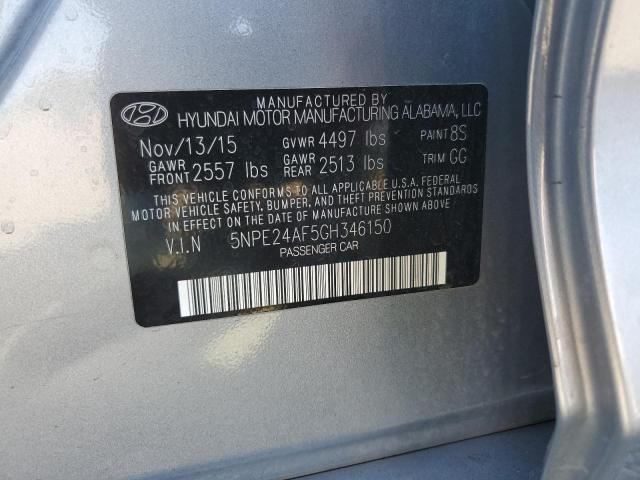 MANUFACTURED BY
HYUNDAI MOTOR MANUFACTURING ALABAMA, LLC
Nov/13/15 GVWR 4497 lbs PAINT 8S
GAWR FRONT 2557 lbs GAWR REAR 2513 lbs TRIM GG
THIS VEHICLE CONFORMS TO ALL APPLICABLE U.S.A. FEDERAL
MOTOR VEHICLE SAFETY, BUMPER, AND THEFT PREVENTION STANDARDS
IN EFFECT ON THE DATE OF MANUFACTURE SHOWN ABOVE.
V.I.N 5NPE24AF5GH346150
PASSENGER CAR